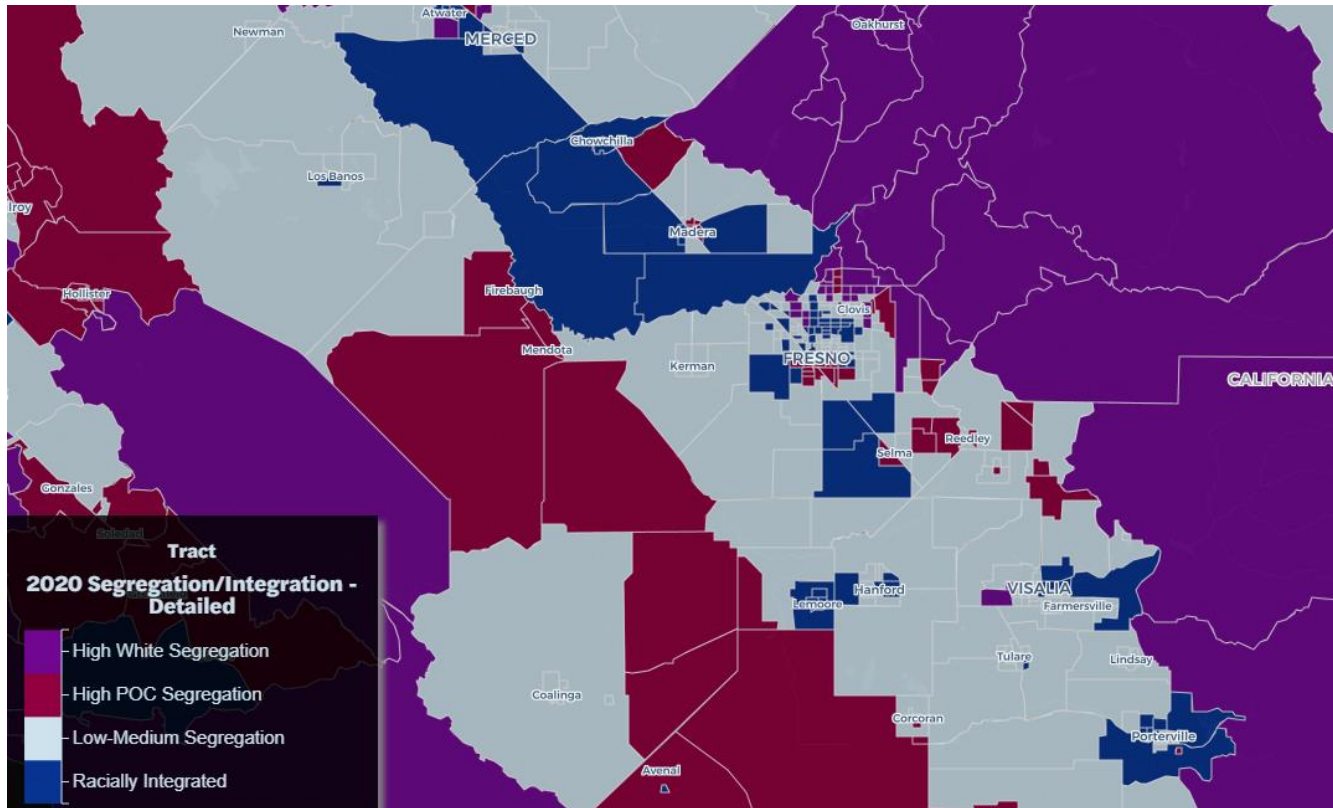 Atwater
Oakhurst
Newman
MERCED
Chowchilla
Los Banos
lroy
Madera
Hollister
Firebaugh
Clovis
Mendota
Kerman
FRESNO
CALIFORNIA
Reedley
Selma
Gonzales
Soledad
Tract
2020 Segregation/Integration -
Detailed
High White Segregation
High POC Segregation
Low-Medium Segregation
Racially Integrated
Lemoore
Hanford
VISALIA
Farmersville
Tulare
Lindsay
Coalinga
Corcoran
Porterville
Avenal